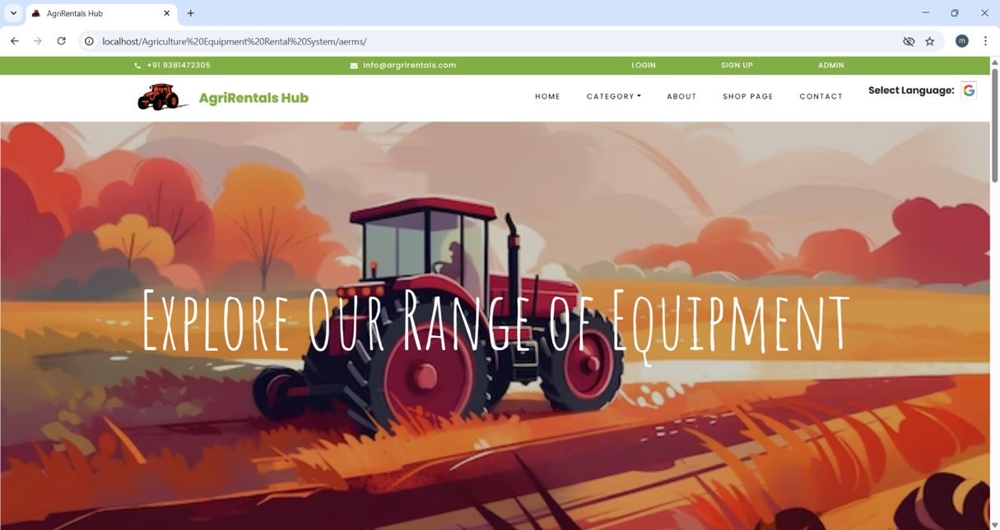 AgriRentals Hub
localhost/Agriculture%20Equipment%20Rental%20System/aerms/
m
+91 9381472305 info@argrirentals.com LOGIN SIGN UP ADMIN
AgriRentals Hub HOME CATEGORY ABOUT SHOP PAGE CONTACT Select Language: G
Explore Our Range of Equipment